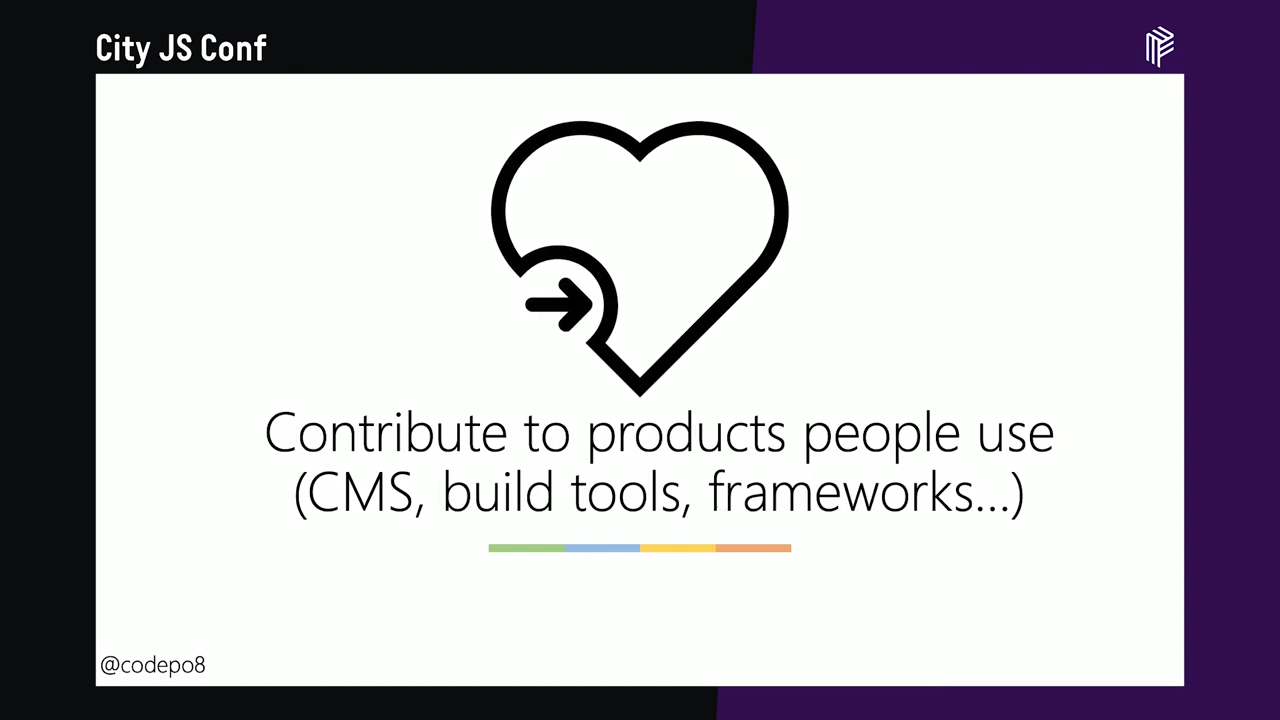 City JS Conf
Contribute to products people use
(CMS, build tools, frameworks...)
@codepo8